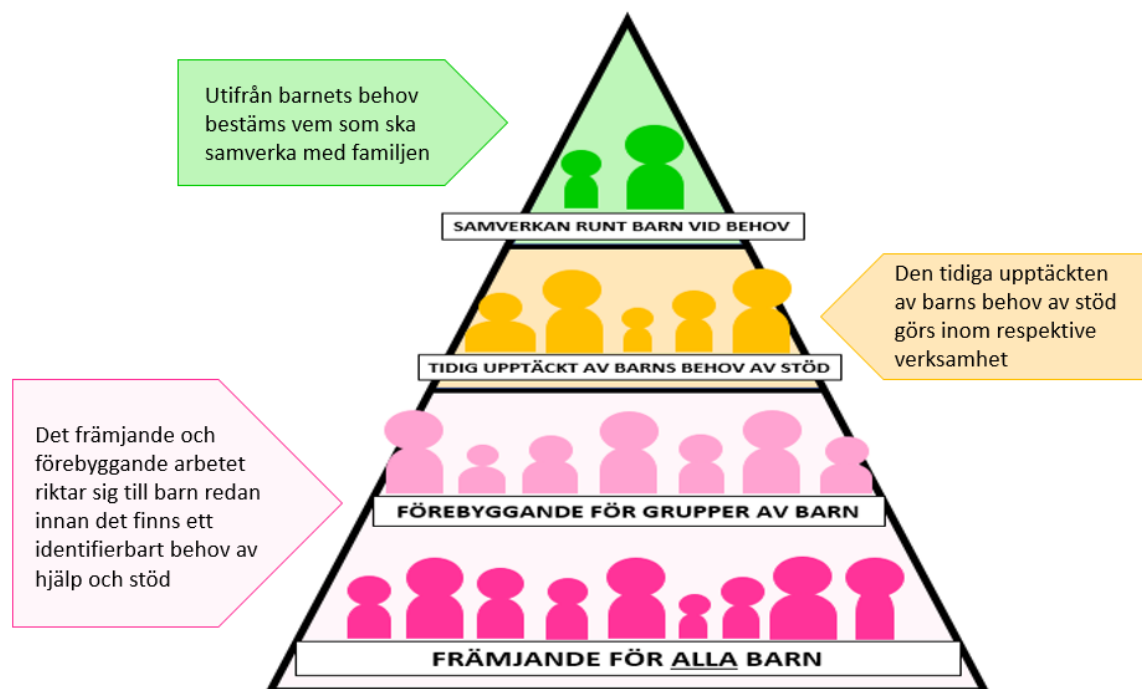 Utifrån barnets behov
bestäms vem som ska
samverka med familjen
SAMVERKAN RUNT BARN VID BEHOV
Den tidiga upptäckten
av barns behov av stöd
görs inom respektive
verksamhet
TIDIG UPPTÄCKT AV BARNS BEHOV AV STÖD
Det främjande och
förebyggande arbetet
riktar sig till barn redan
innan det finns ett
identifierbart behov av
hjälp och stöd
FÖREBYGGANDE FÖR GRUPPER AV BARN
FRÄMJANDE FÖR ALLA BARN